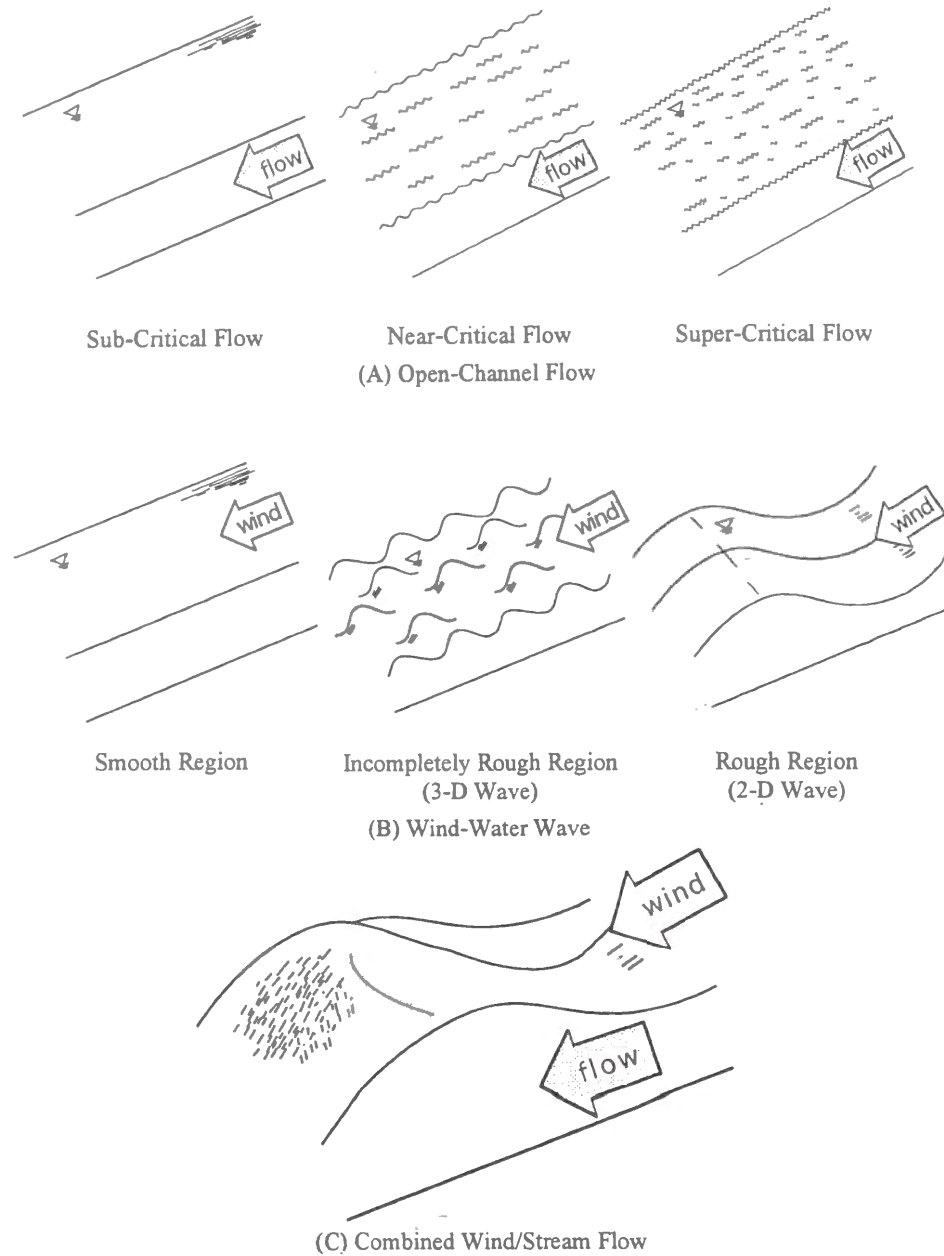 flow
flow
flow
Sub-Critical Flow
Near-Critical Flow
Super-Critical Flow
(A) Open-Channel Flow
wind
wind
wind
Smooth Region
Incompletely Rough Region
(3-D Wave)
Rough Region
(2-D Wave)
(B) Wind-Water Wave
wind
flow
(C) Combined Wind/Stream Flow